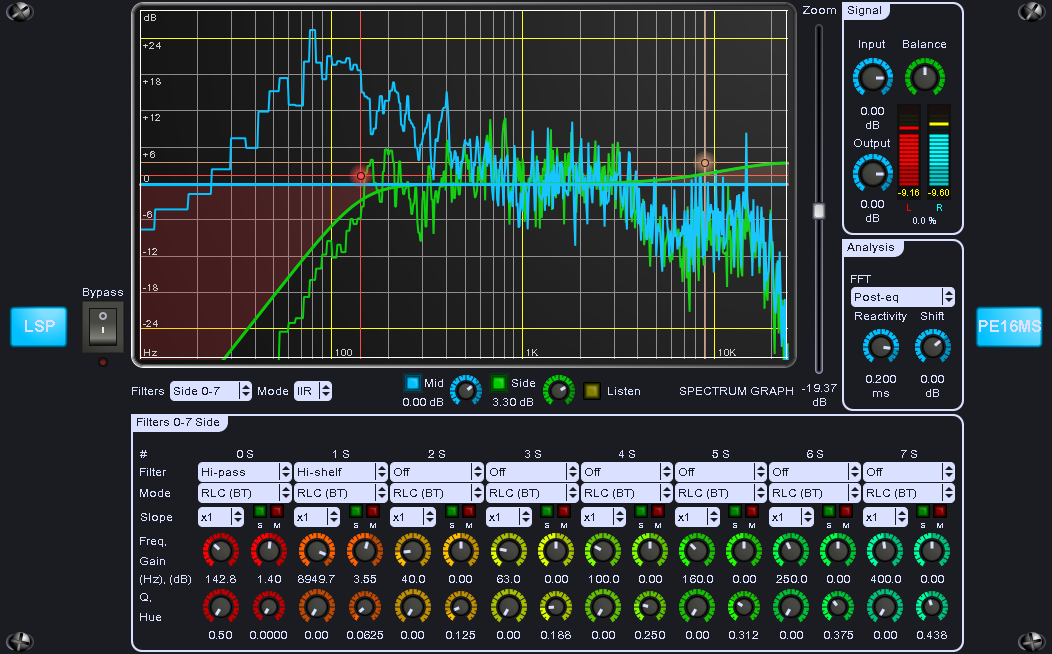 dB
Zoom
Signal
+24
Input Balance
+18
0.00
dB
+12
Output
+6
0
-9.16 -9.60
0.00
dB
L R
-6
0.0 %
-12
Analysis
FFT
-18
Post-eq
Bypass
Reactivity Shift
LSP
-24
PE16MS
Hz 100 1K 10K
0.200 0.00
ms dB
Filters Side 0-7 Mode IIR Mid Side Listen SPECTRUM GRAPH -19.37
0.00 dB 3.30 dB dB
Filters 0-7 Side
# 0 S 1 S 2 S 3 S 4 S 5 S 6 S 7 S
Filter Hi-pass Hi-shelf Off Off Off Off Off Off
Mode RLC (BT) RLC (BT) RLC (BT) RLC (BT) RLC (BT) RLC (BT) RLC (BT) RLC (BT)
Slope x1 x1 x1 x1 x1 x1 x1 x1
S M S M S M S M S M S M S M S M
Freq,
Gain
(Hz), (dB) 142.8 1.40 8949.7 3.55 40.0 0.00 63.0 0.00 100.0 0.00 160.0 0.00 250.0 0.00 400.0 0.00
Q,
Hue
0.50 0.0000 0.00 0.0625 0.00 0.125 0.00 0.188 0.00 0.250 0.00 0.312 0.00 0.375 0.00 0.438